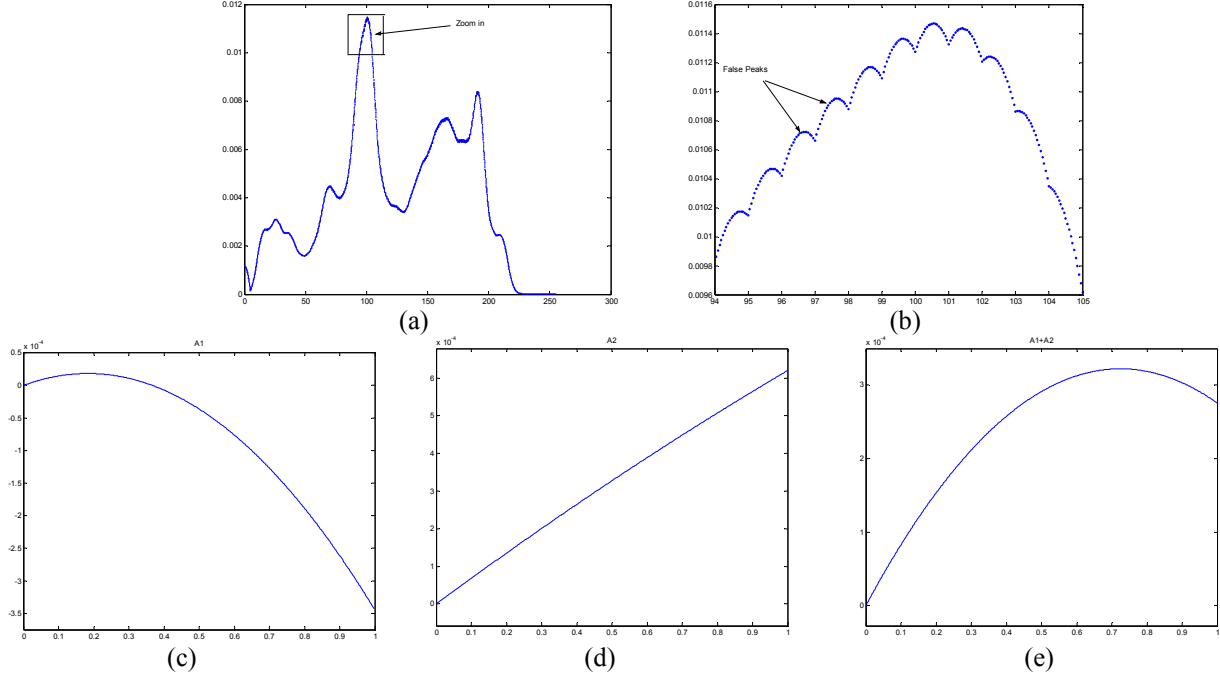 0.012
0.01
0.008
0.006
0.004
0.002
0
0 50 100 150 200 250 300
Zoom in
(a)
0.0116
0.0114
0.0112
0.011
0.0108
0.0106
0.0104
0.0102
0.01
0.0098
0.0096
94 95 96 97 98 99 100 101 102 103 104 105
False Peaks
(b)
x 10⁻⁴
A1
0.5
0
-0.5
-1
-1.5
-2
-2.5
-3
-3.5
0 0.1 0.2 0.3 0.4 0.5 0.6 0.7 0.8 0.9 1
(c)
x 10⁻⁴
A2
6
5
4
3
2
1
0
0 0.1 0.2 0.3 0.4 0.5 0.6 0.7 0.8 0.9 1
(d)
x 10⁻⁴
A1+A2
3
2
1
0
0 0.1 0.2 0.3 0.4 0.5 0.6 0.7 0.8 0.9 1
(e)